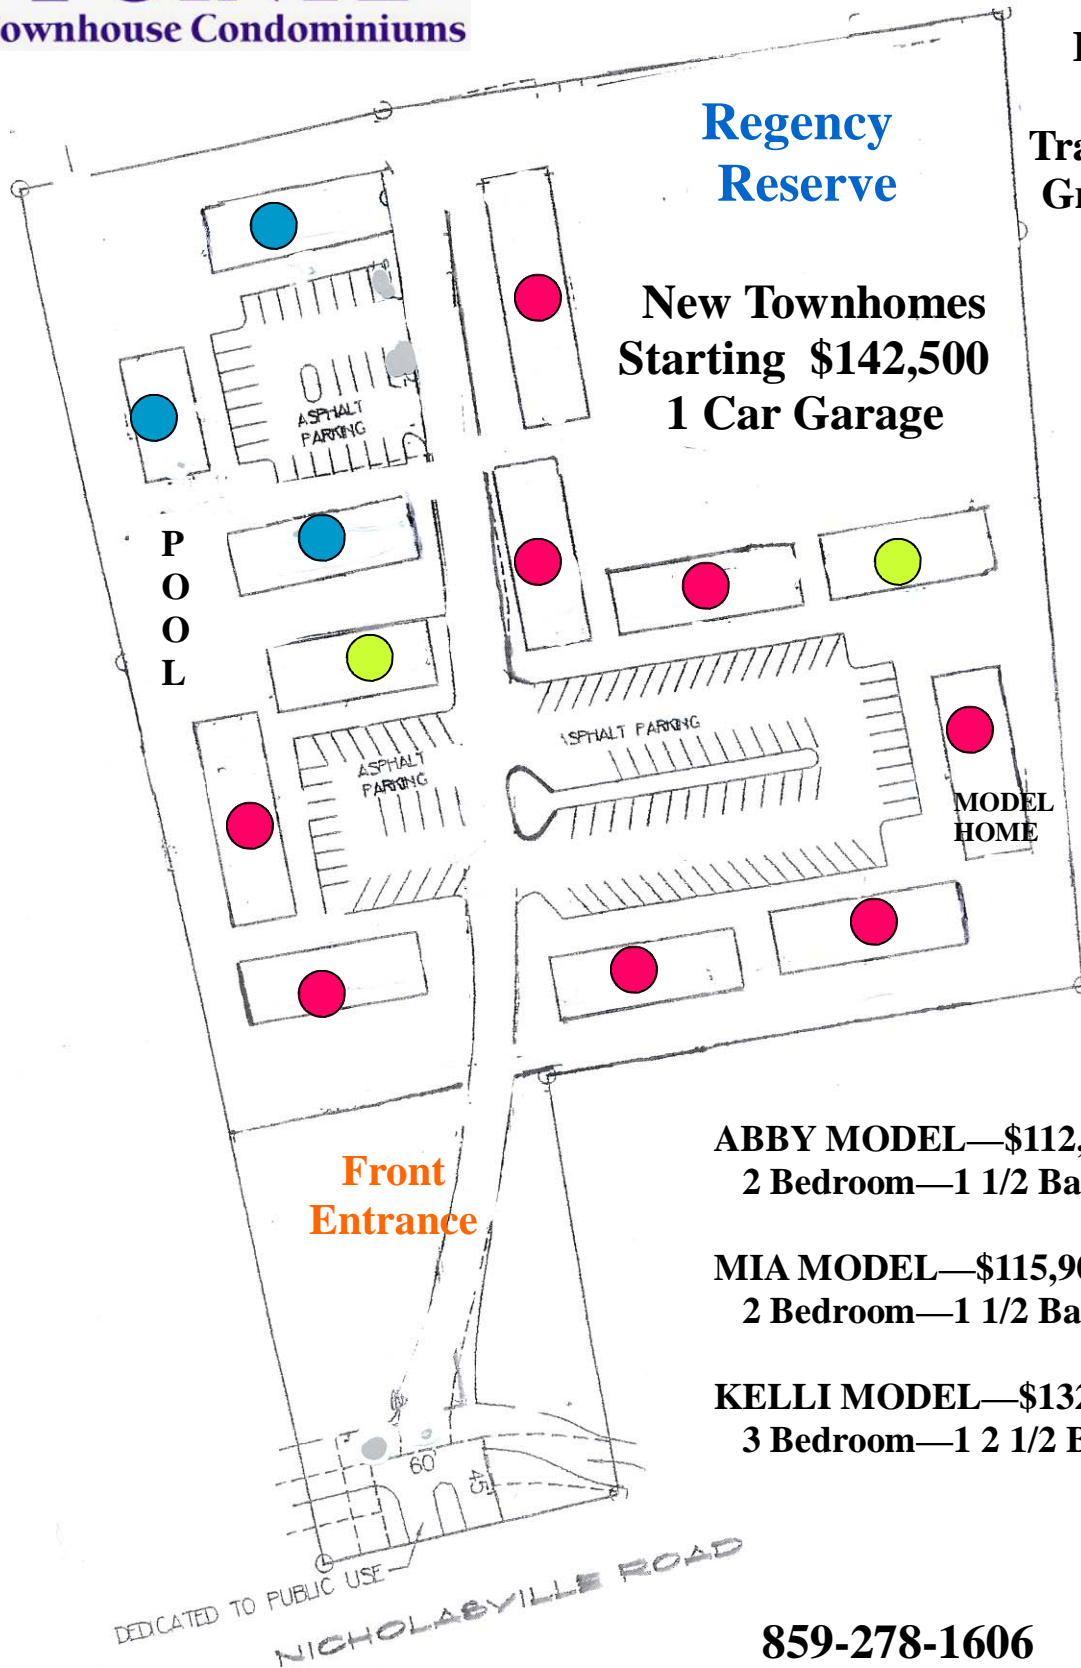 ownhouse Condominiums
Regency
Reserve
New Townhomes
Starting $142,500
1 Car Garage
ASPHALT
PARKING
P
O
O
L
ASPHALT
PARKING
SPHALT PARKING
MODEL
HOME
Front
Entrance
ABBY MODEL—$112,
2 Bedroom—1 1/2 Ba
MIA MODEL—$115,9
2 Bedroom—1 1/2 Ba
KELLI MODEL—$132
3 Bedroom—1 2 1/2 B
60'
45'
DEDICATED TO PUBLIC USE
NICHOLASVILLE ROAD
859-278-1606